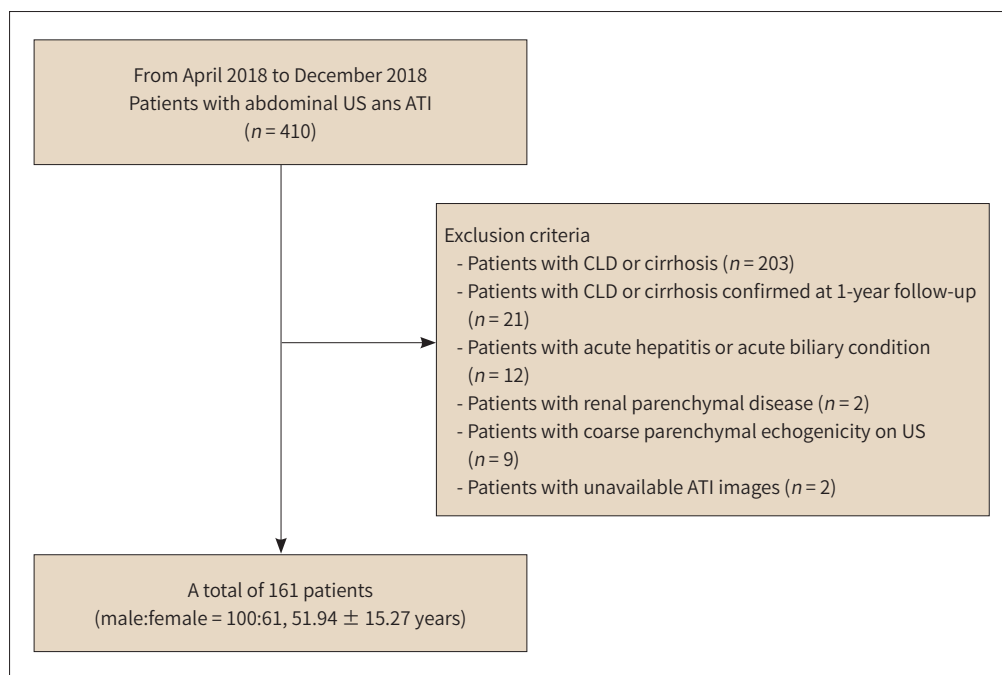 From April 2018 to December 2018
Patients with abdominal US ans ATI
(n = 410)
Exclusion criteria
- Patients with CLD or cirrhosis (n = 203)
- Patients with CLD or cirrhosis confirmed at 1-year follow-up
(n = 21)
- Patients with acute hepatitis or acute biliary condition
(n = 12)
- Patients with renal parenchymal disease (n = 2)
- Patients with coarse parenchymal echogenicity on US
(n = 9)
- Patients with unavailable ATI images (n = 2)
A total of 161 patients
(male:female = 100:61, 51.94 ± 15.27 years)